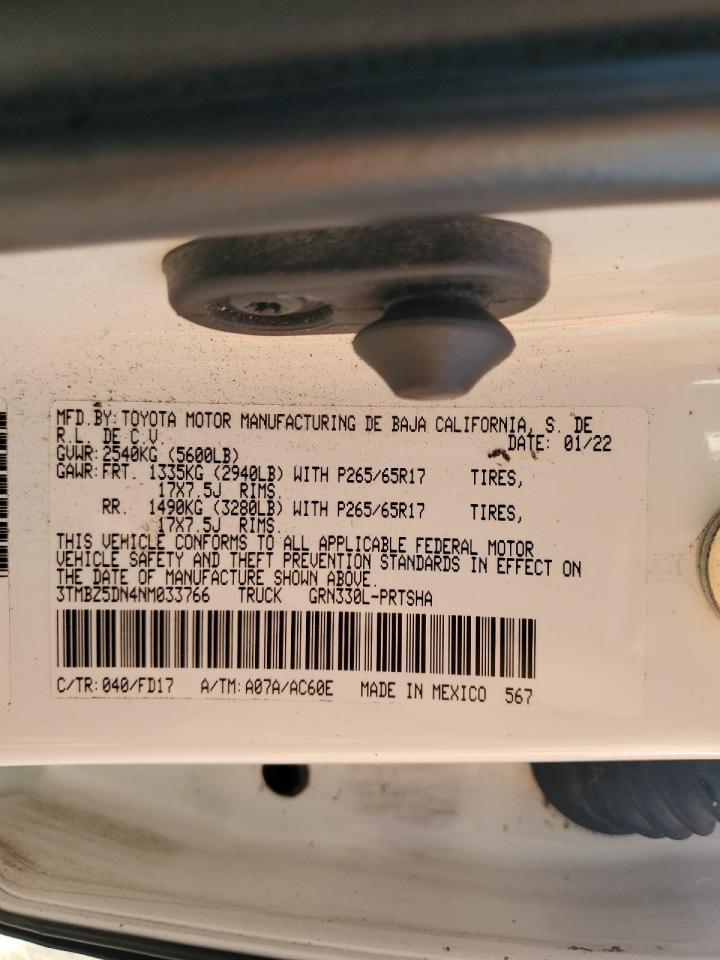 MFD.BY:TOYOTA MOTOR MANUFACTURING DE BAJA CALIFORNIA, S. DE
R.L. DE C.V. DATE: 01/22
GVWR:2540KG (5600LB)
GAWR:FRT. 1335KG (2940LB) WITH P265/65R17 TIRES,
17X7.5J RIMS
RR. 1490KG (3280LB) WITH P265/65R17 TIRES,
17X7.5J RIMS
THIS VEHICLE CONFORMS TO ALL APPLICABLE FEDERAL MOTOR
VEHICLE SAFETY AND THEFT PREVENTION STANDARDS IN EFFECT ON
THE DATE OF MANUFACTURE SHOWN ABOVE.
3TMBZ5DN4NM033766 TRUCK GRN330L-PRTSHA
C/TR:040/FD17 A/TM:A07A/AC60E MADE IN MEXICO 567